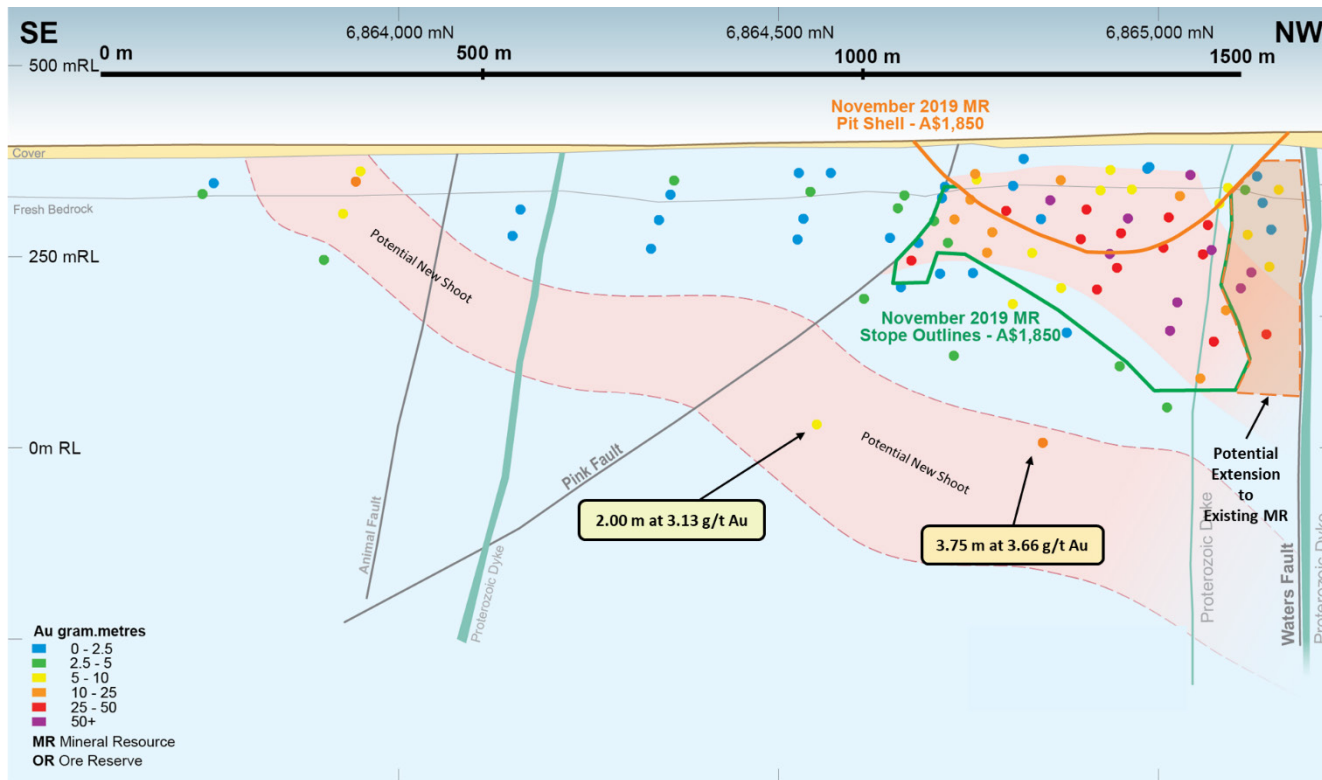 SE
6,864,000 mN
6,864,500 mN
6,865,000 mN
NW
0 m
500 m
1000 m
1500 m
500 mRL
November 2019 MR
Pit Shell - A$1,850
Cover
Fresh Bedrock
250 mRL
Potential New Shoot
November 2019 MR
Stope Outlines - A$1,850
0m RL
Pink Fault
Potential New Shoot
Potential
Extension
to
Existing MR
2.00 m at 3.13 g/t Au
3.75 m at 3.66 g/t Au
Animal Fault
Proterozoic Dyke
Proterozoic Dyke
Waters Fault
Proterozoic Dyke
Au gram.metres
0 - 2.5
2.5 - 5
5 - 10
10 - 25
25 - 50
50+
MR Mineral Resource
OR Ore Reserve